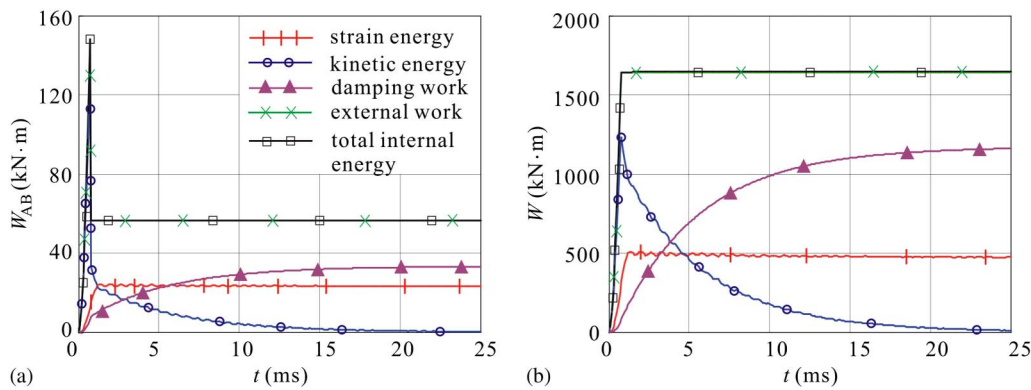 160
120
80
40
0
W_AB (kN·m)
strain energy
kinetic energy
damping work
external work
total internal
energy
0 5 10 15 20 25
t (ms)
(a)
2000
1500
1000
500
0
W (kN·m)
0 5 10 15 20 25
t (ms)
(b)